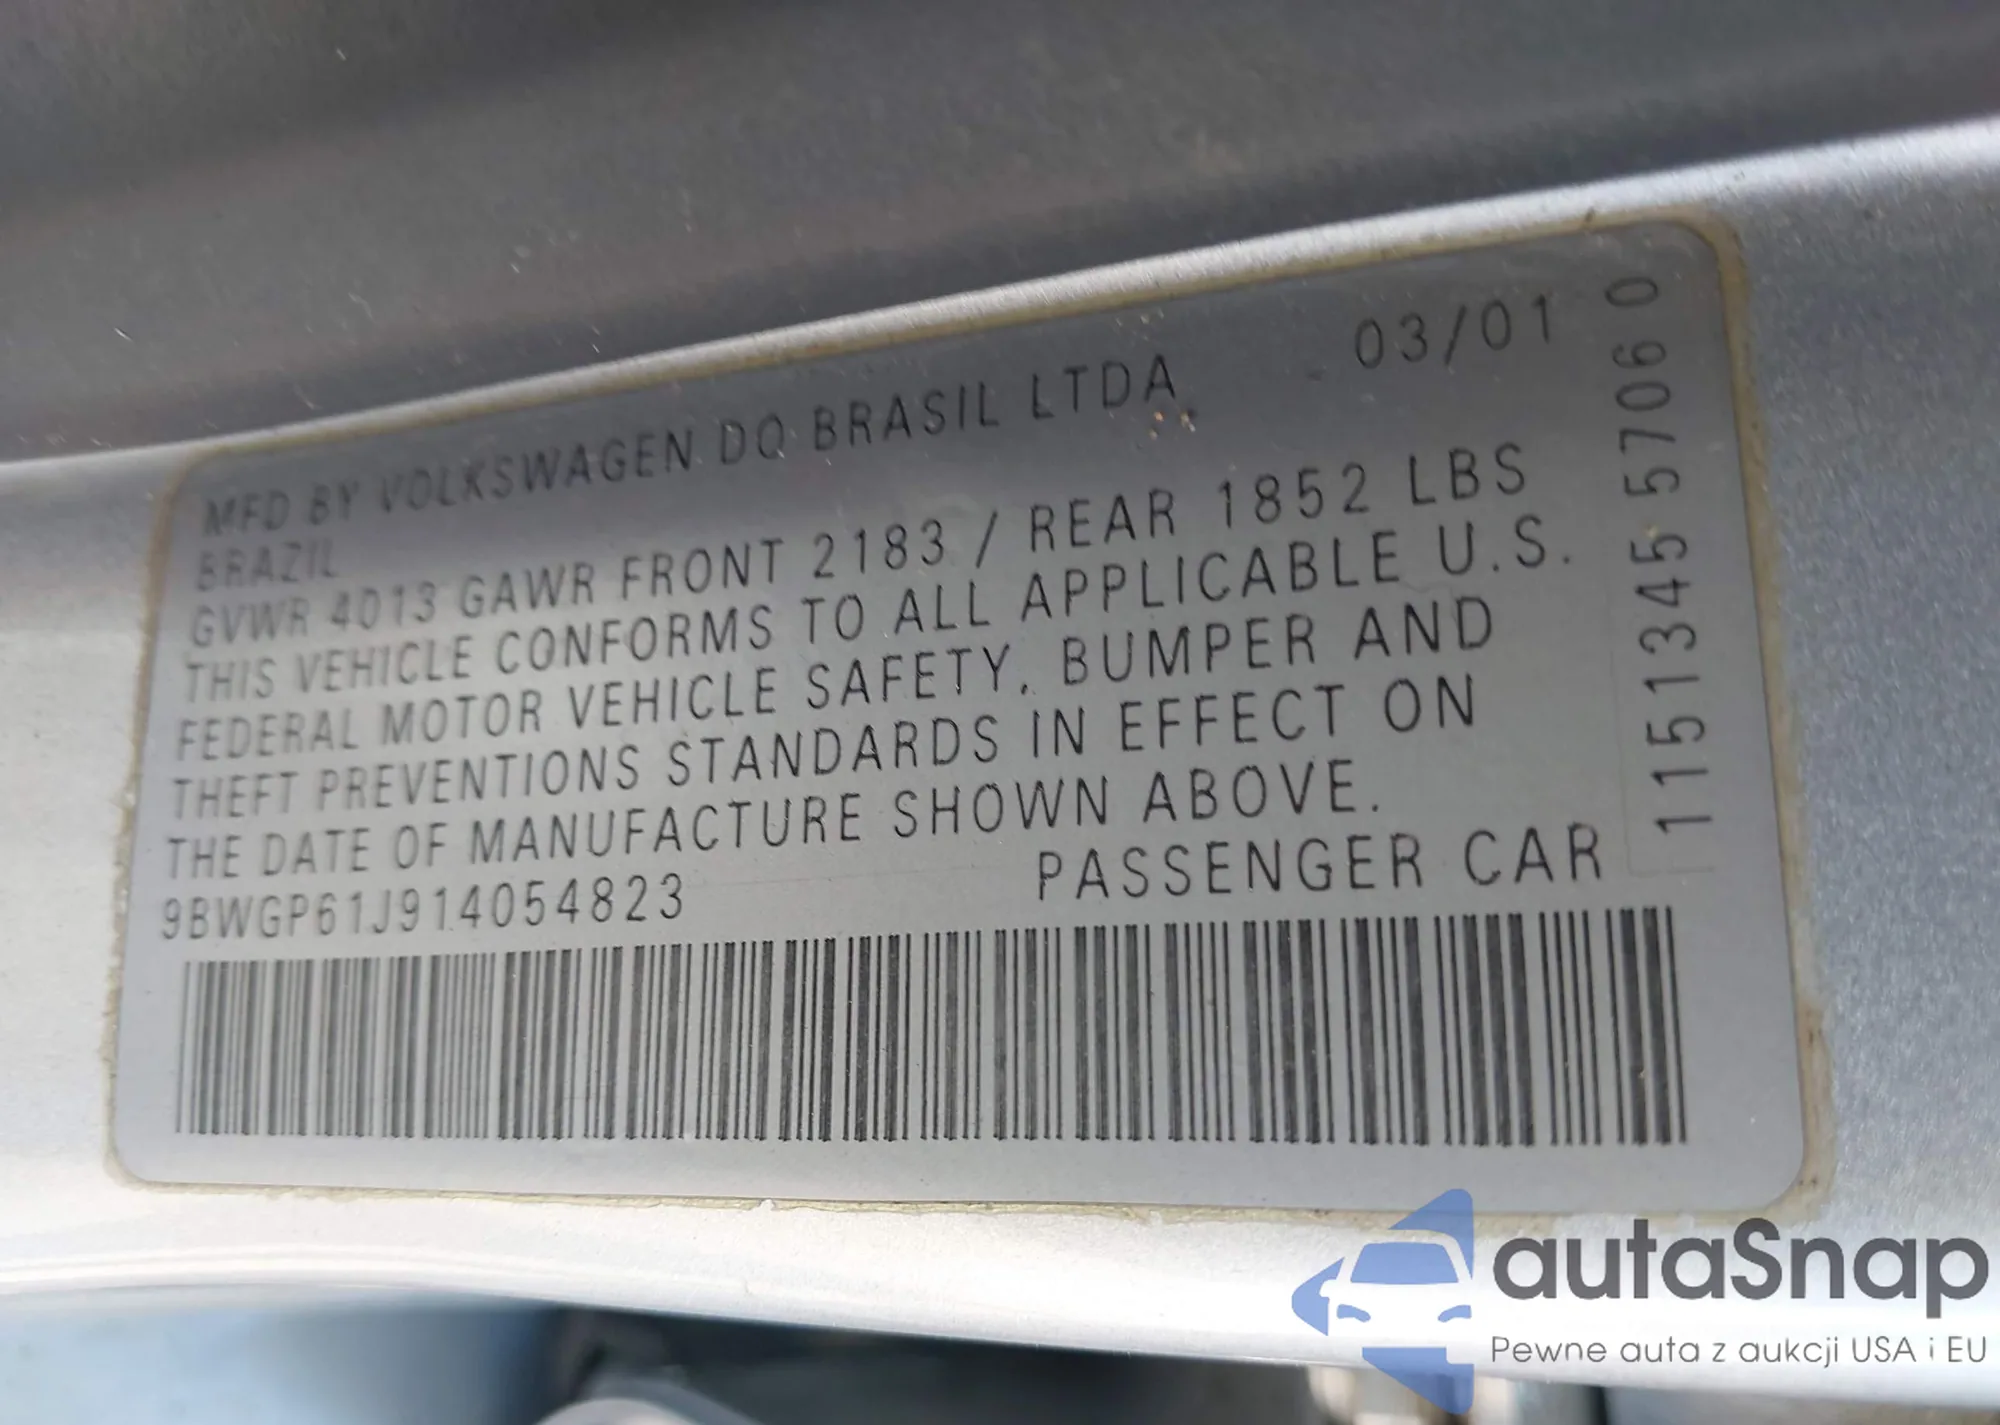 MFD BY VOLKSWAGEN DO BRASIL LTDA. 03/01
BRAZIL
GVWR 4013 GAWR FRONT 2183 / REAR 1852 LBS
THIS VEHICLE CONFORMS TO ALL APPLICABLE U.S.
FEDERAL MOTOR VEHICLE SAFETY, BUMPER AND
THEFT PREVENTIONS STANDARDS IN EFFECT ON
THE DATE OF MANUFACTURE SHOWN ABOVE.
9BWGP61J914054823 PASSENGER CAR
1151345 5706 0
autaSnap
Pewne auta z aukcji USA i EU